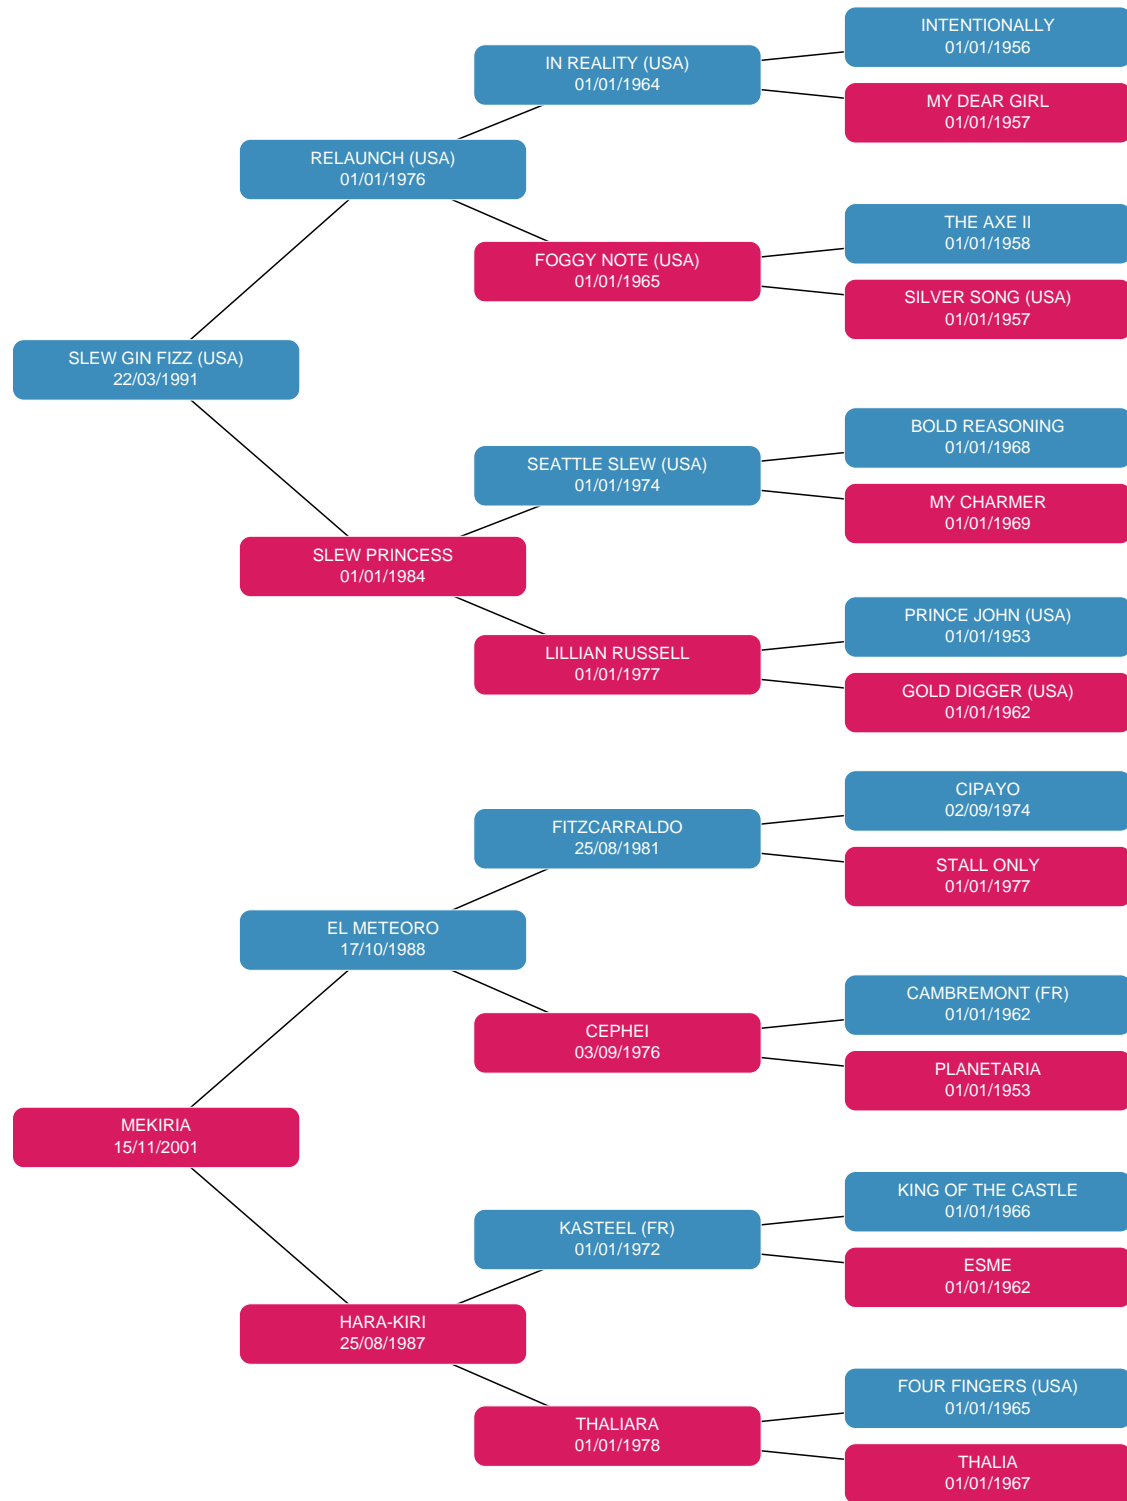 INTENTIONALLY
01/01/1956
IN REALITY (USA)
01/01/1964
MY DEAR GIRL
01/01/1957
RELAUNCH (USA)
01/01/1976
THE AXE II
01/01/1958
FOGGY NOTE (USA)
01/01/1965
SILVER SONG (USA)
01/01/1957
SLEW GIN FIZZ (USA)
22/03/1991
BOLD REASONING
01/01/1968
SEATTLE SLEW (USA)
01/01/1974
MY CHARMER
01/01/1969
SLEW PRINCESS
01/01/1984
PRINCE JOHN (USA)
01/01/1953
LILLIAN RUSSELL
01/01/1977
GOLD DIGGER (USA)
01/01/1962
CIPAYO
02/09/1974
FITZCARRALDO
25/08/1981
STALL ONLY
01/01/1977
EL METEORO
17/10/1988
CAMBREMONT (FR)
01/01/1962
CEPHEI
03/09/1976
PLANETARIA
01/01/1953
MEKIRIA
15/11/2001
KING OF THE CASTLE
01/01/1966
KASTEEL (FR)
01/01/1972
ESME
01/01/1962
HARA-KIRI
25/08/1987
FOUR FINGERS (USA)
01/01/1965
THALIARA
01/01/1978
THALIA
01/01/1967